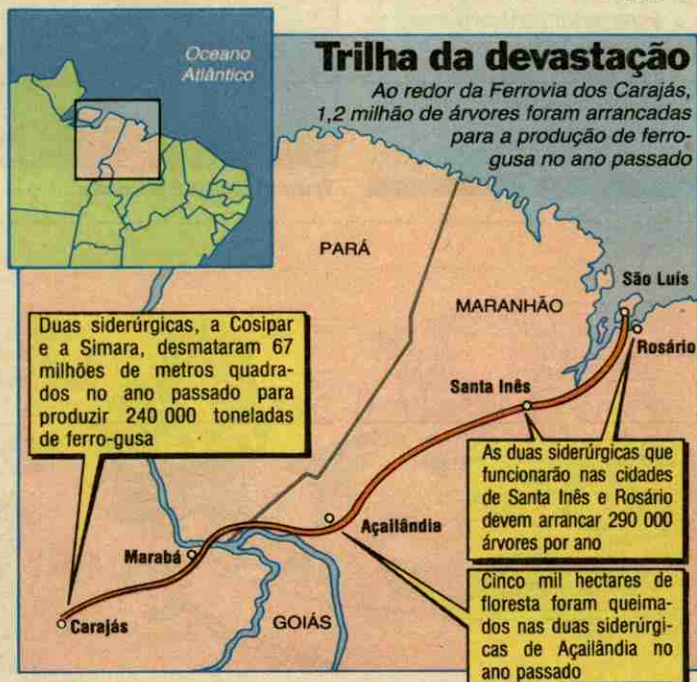 Oceano
Atlântico
Trilha da devastação
Ao redor da Ferrovia dos Carajás,
1,2 milhão de árvores foram arrancadas
para a produção de ferro-
gusa no ano passado
PARÁ
MARANHÃO
São Luís
Rosário
Santa Inês
Duas siderúrgicas, a Cosipar
e a Simara, desmataram 67
milhões de metros quadra-
dos no ano passado para
produzir 240 000 toneladas
de ferro-gusa
As duas siderúrgicas que
funcionarão nas cidades
de Santa Inês e Rosário
devem arrancar 290 000
árvores por ano
Açailândia
Marabá
Carajás
GOIÁS
Cinco mil hectares de
floresta foram queima-
dos nas duas siderúrgi-
cas de Açailândia no
ano passado